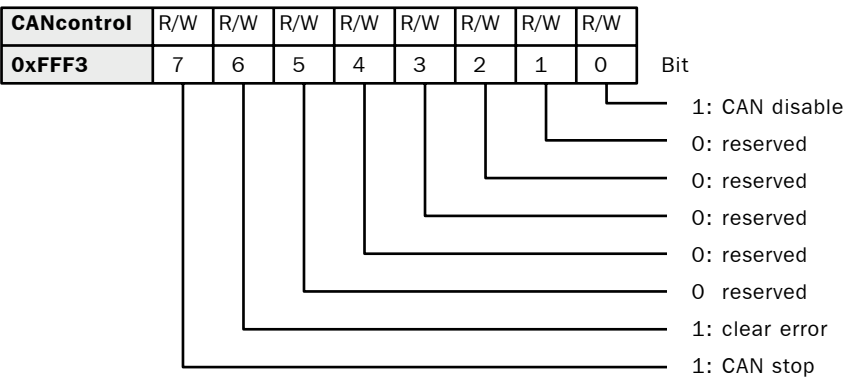 CANcontrol R/W R/W R/W R/W R/W R/W R/W R/W
0xFFF3 7 6 5 4 3 2 1 0 Bit
1: CAN disable
0: reserved
0: reserved
0: reserved
0: reserved
0 reserved
1: clear error
1: CAN stop